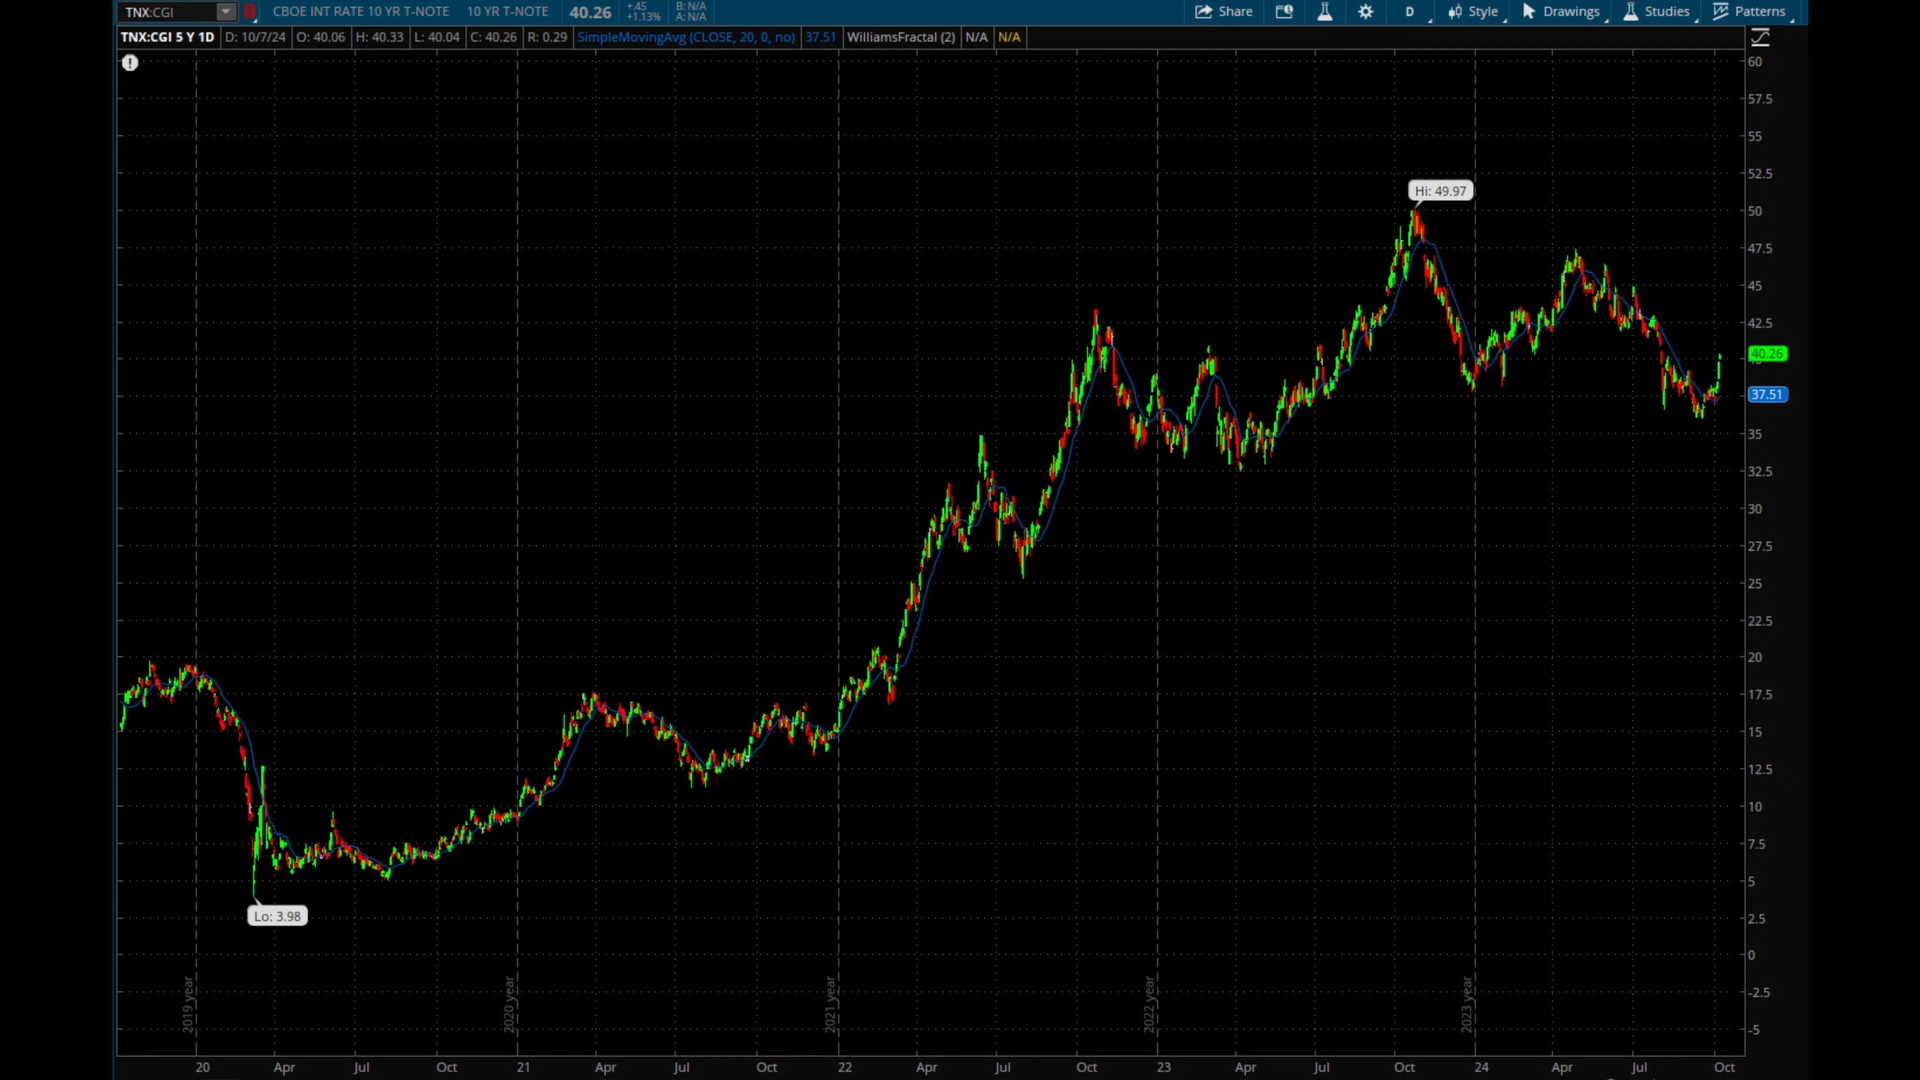 TNX:CGI CBOE INT RATE 10 YR T-NOTE 10 YR T-NOTE 40.26 +.45 B: N/A Share D Style Drawings Studies Patterns
+1.13% A: N/A
TNX:CGI 5 Y 1D D: 10/7/24 O: 40.06 H: 40.33 L: 40.04 C: 40.26 R: 0.29 SimpleMovingAvg (CLOSE, 20, 0, no) 37.51 WilliamsFractal (2) N/A N/A
60
57.5
55
52.5
Hi: 49.97
50
47.5
45
42.5
40.26
37.51
35
32.5
30
27.5
25
22.5
20
17.5
15
12.5
10
7.5
5
Lo: 3.98
2.5
0
-2.5
-5
2019 year
2020 year
2021 year
2022 year
2023 year
20 Apr Jul Oct 21 Apr Jul Oct 22 Apr Jul Oct 23 Apr Jul Oct 24 Apr Jul Oct